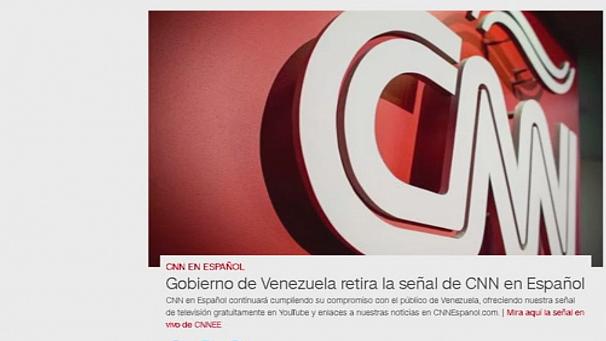 CNN
CNN EN ESPAÑOL
Gobierno de Venezuela retira la señal de CNN en Español
CNN en Español continuará cumpliendo su compromiso con el público de Venezuela, ofreciendo nuestra señal
de televisión gratuitamente en YouTube y enlaces a nuestras noticias en CNNEspanol.com. | Mira aquí la señal en
vivo de CNNEE